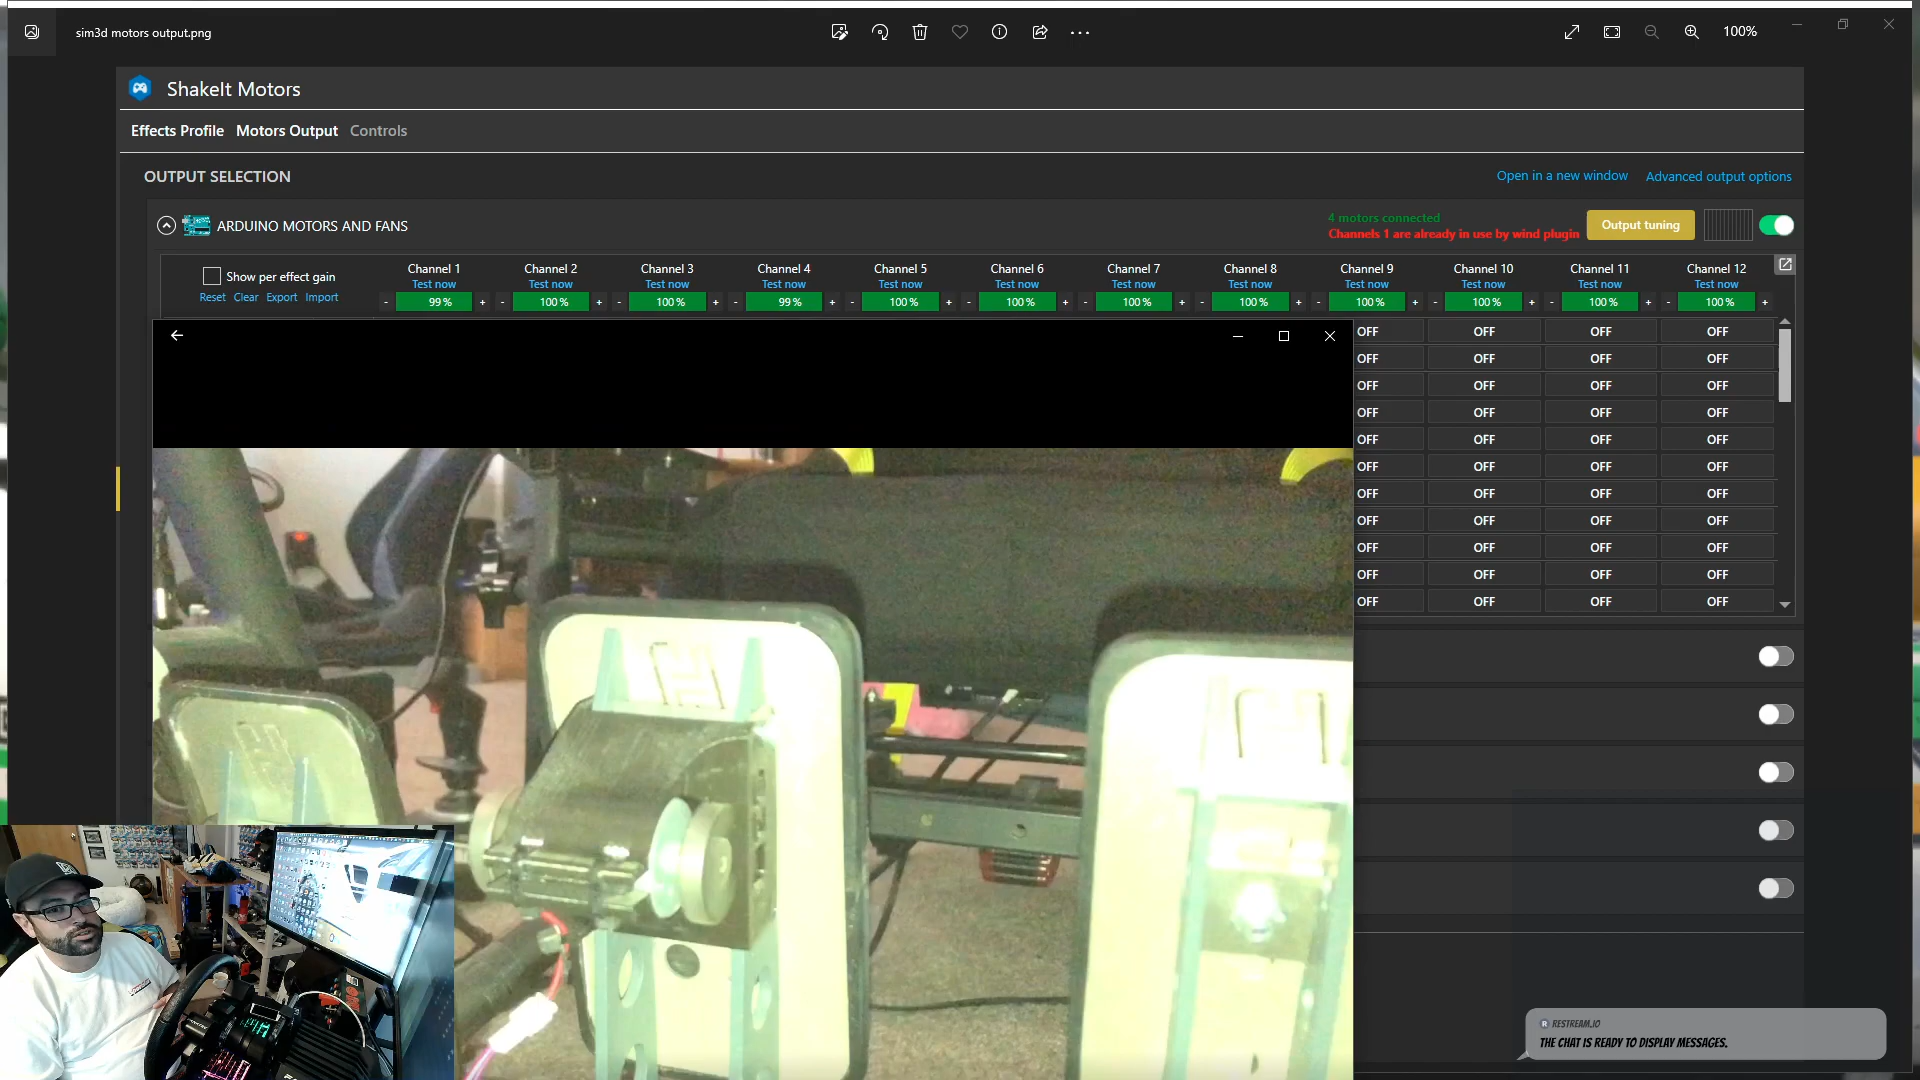 sim3d motors output.png
100%
ShakeIt Motors
Effects Profile Motors Output Controls
OUTPUT SELECTION
Open in a new window Advanced output options
ARDUINO MOTORS AND FANS
4 motors connected
Channels 1 are already in use by wind plugin
Output tuning
Show per effect gain
Reset Clear Export Import
Channel 1 Channel 2 Channel 3 Channel 4 Channel 5 Channel 6 Channel 7 Channel 8 Channel 9 Channel 10 Channel 11 Channel 12
Test now Test now Test now Test now Test now Test now Test now Test now Test now Test now Test now Test now
- 99 % + - 100 % + - 100 % + - 99 % + - 100 % + - 100 % + - 100 % + - 100 % + - 100 % + - 100 % + - 100 % + - 100 % +
OFF OFF OFF OFF
OFF OFF OFF OFF
OFF OFF OFF OFF
OFF OFF OFF OFF
OFF OFF OFF OFF
OFF OFF OFF OFF
OFF OFF OFF OFF
OFF OFF OFF OFF
OFF OFF OFF OFF
OFF OFF OFF OFF
OFF OFF OFF OFF
RESTREAM.IO
THE CHAT IS READY TO DISPLAY MESSAGES.